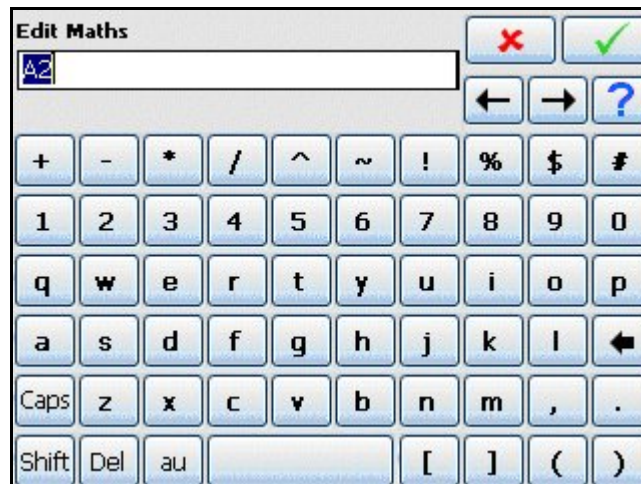 Edit Maths
A2
?
+ - * / ^ ~ ! % $ #
1 2 3 4 5 6 7 8 9 0
q w e r t y u i o p
a s d f g h j k l
Caps z x c v b n m , .
Shift Del au [ ] ( )